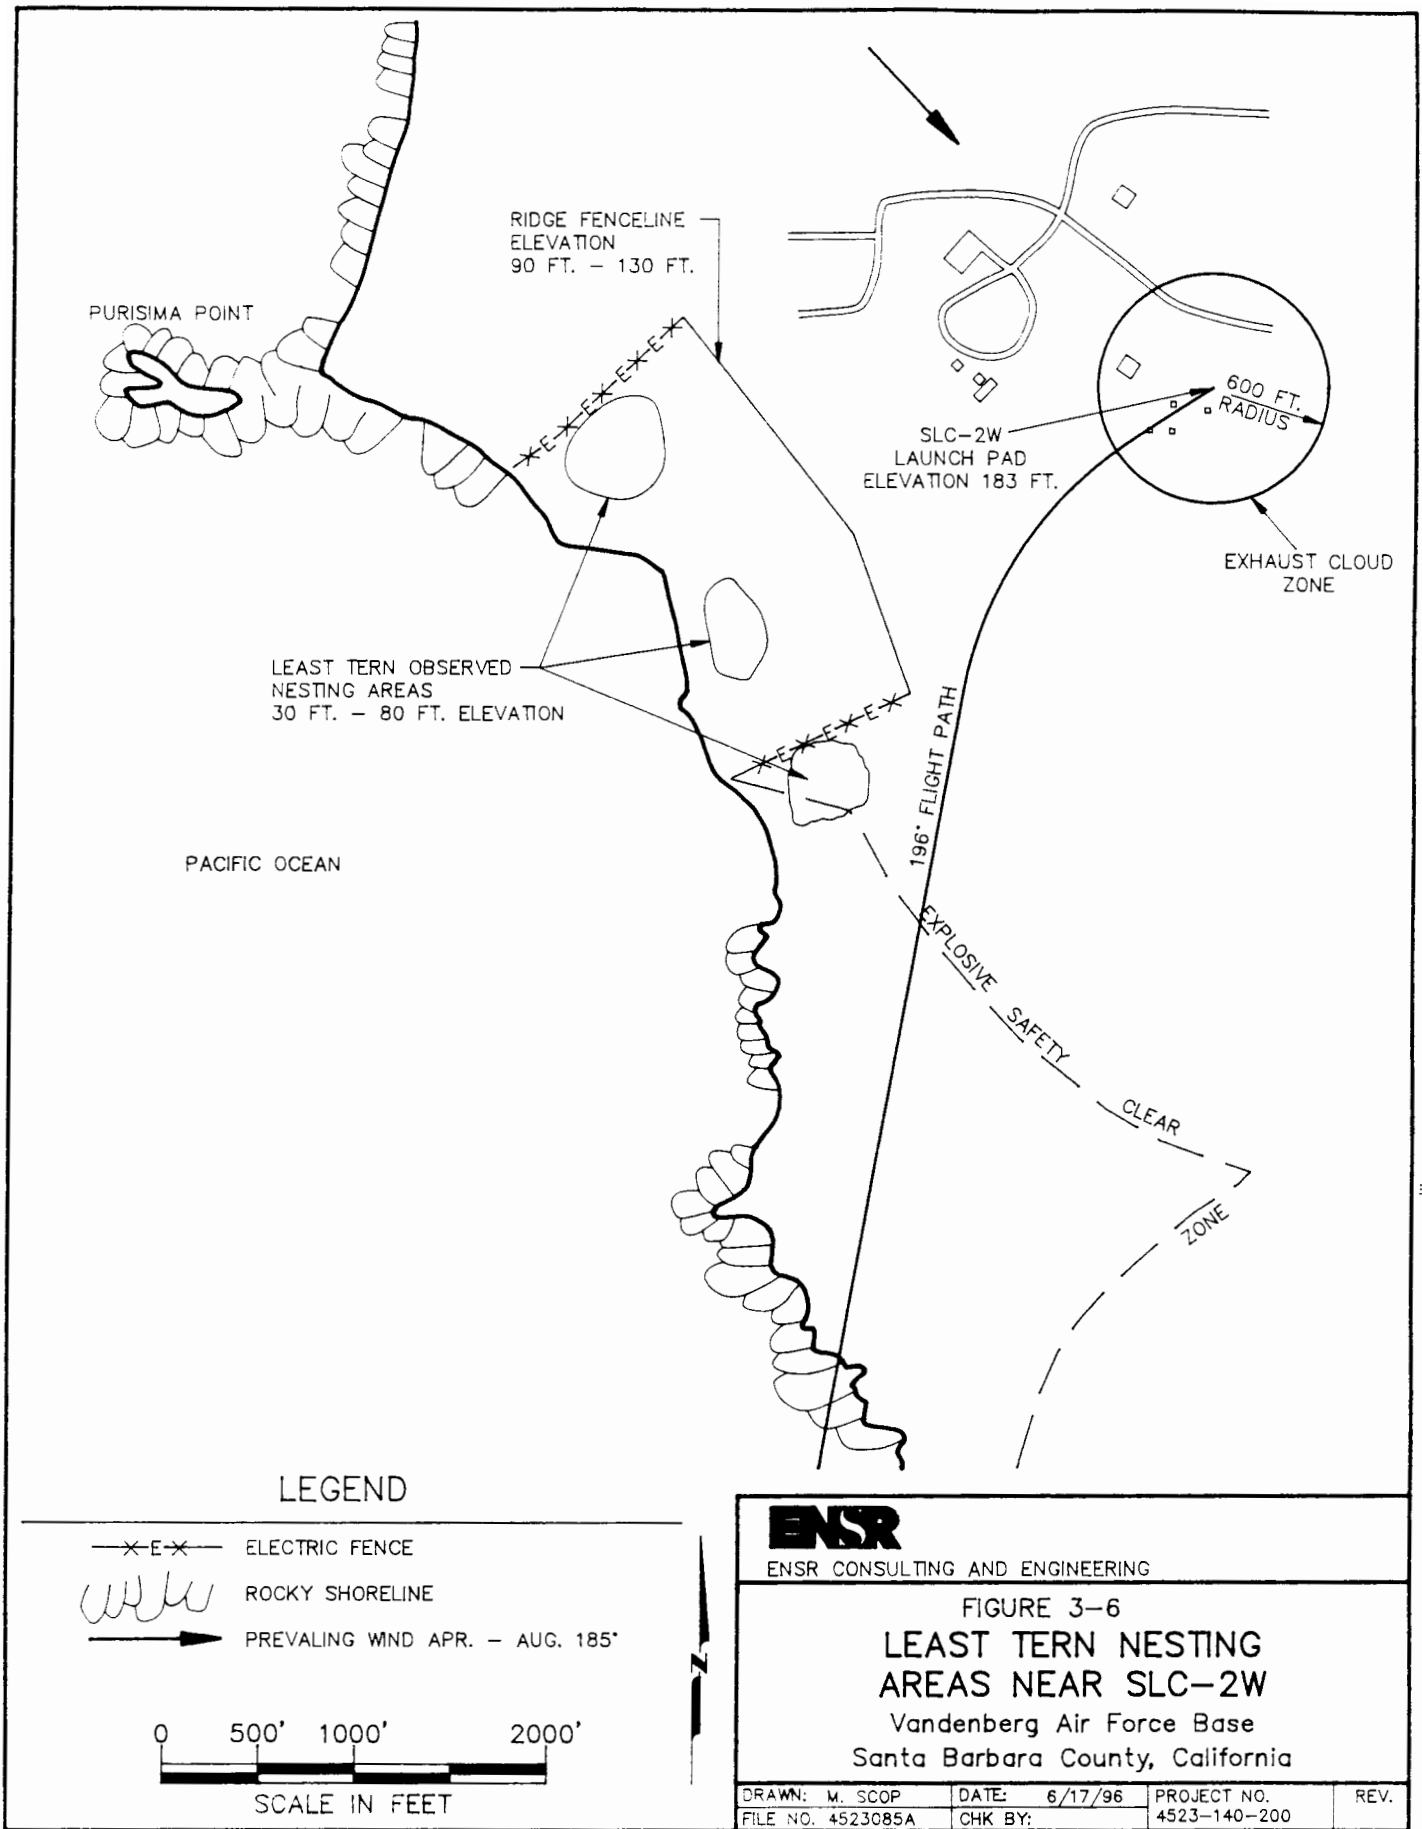 RIDGE FENCELINE
ELEVATION
90 FT. – 130 FT.
PURISIMA POINT
600 FT.
RADIUS
SLC–2W
LAUNCH PAD
ELEVATION 183 FT.
EXHAUST CLOUD
ZONE
LEAST TERN OBSERVED
NESTING AREAS
30 FT. – 80 FT. ELEVATION
E
E
E
E
E
E
E
196° FLIGHT PATH
PACIFIC OCEAN
EXPLOSIVE
SAFETY
CLEAR
ZONE
LEGEND
E ELECTRIC FENCE
ROCKY SHORELINE
PREVALING WIND APR. – AUG. 185°
N
0 500' 1000' 2000'
SCALE IN FEET
ENSR
ENSR CONSULTING AND ENGINEERING
FIGURE 3–6
LEAST TERN NESTING
AREAS NEAR SLC–2W
Vandenberg Air Force Base
Santa Barbara County, California
DRAWN: M. SCOP DATE: 6/17/96 PROJECT NO. REV.
FILE NO. 4523085A CHK BY: 4523–140–200